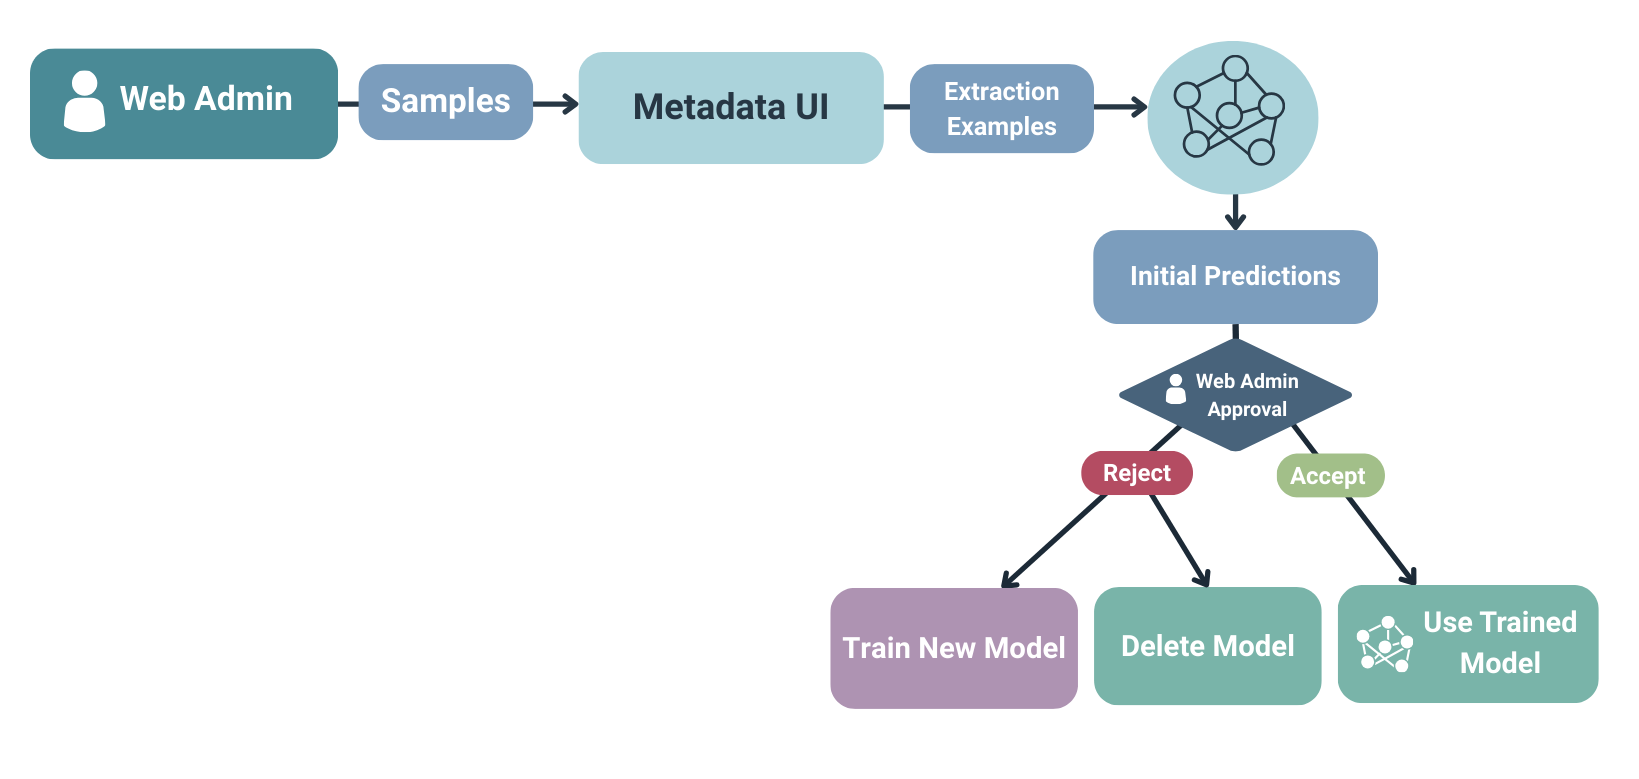 Web Admin
Samples
Metadata UI
Extraction
Examples
Initial Predictions
Web Admin
Approval
Reject
Accept
Train New Model
Delete Model
Use Trained
Model